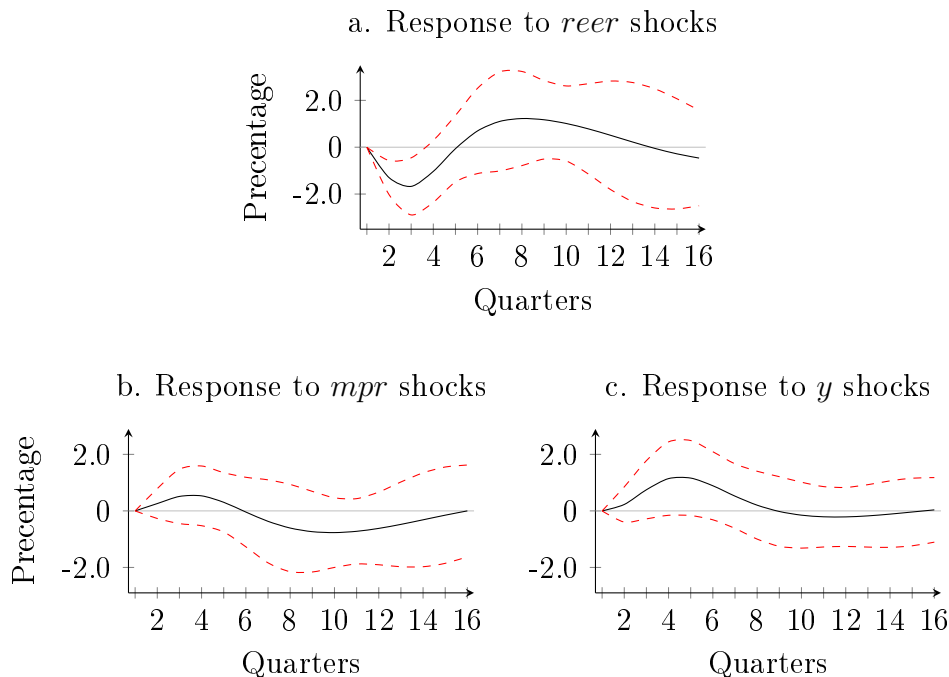 a. Response to reer shocks
Precentage
2.0
0
-2.0
2 4 6 8 10 12 14 16
Quarters
b. Response to mpr shocks
Precentage
2.0
0
-2.0
2 4 6 8 10 12 14 16
Quarters
c. Response to y shocks
2.0
0
-2.0
2 4 6 8 10 12 14 16
Quarters